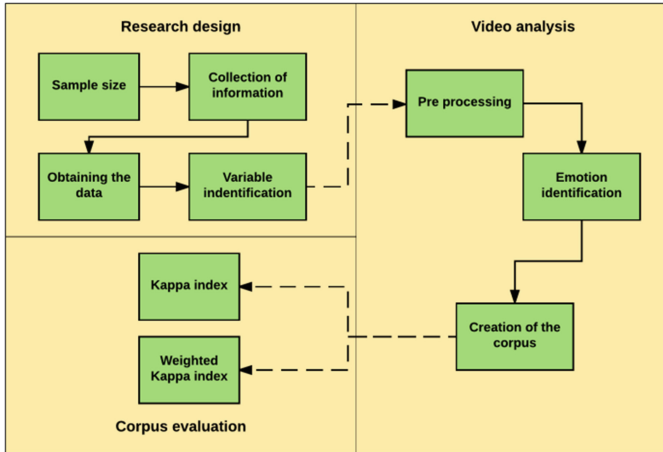 Research design
Sample size
Collection of
information
Obtaining the
data
Variable
indentification
Video analysis
Pre processing
Emotion
identification
Creation of the
corpus
Kappa index
Weighted
Kappa index
Corpus evaluation